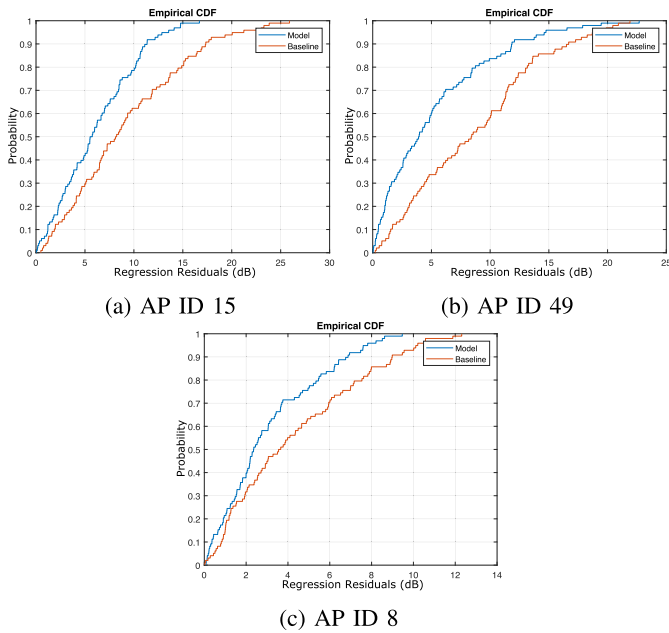 Empirical CDF
Model
Baseline
Probability
1
0.9
0.8
0.7
0.6
0.5
0.4
0.3
0.2
0.1
0
0 5 10 15 20 25 30
Regression Residuals (dB)
(a) AP ID 15
Empirical CDF
Model
Baseline
Probability
1
0.9
0.8
0.7
0.6
0.5
0.4
0.3
0.2
0.1
0
0 5 10 15 20 25
Regression Residuals (dB)
(b) AP ID 49
Empirical CDF
Model
Baseline
Probability
1
0.9
0.8
0.7
0.6
0.5
0.4
0.3
0.2
0.1
0
0 2 4 6 8 10 12 14
Regression Residuals (dB)
(c) AP ID 8